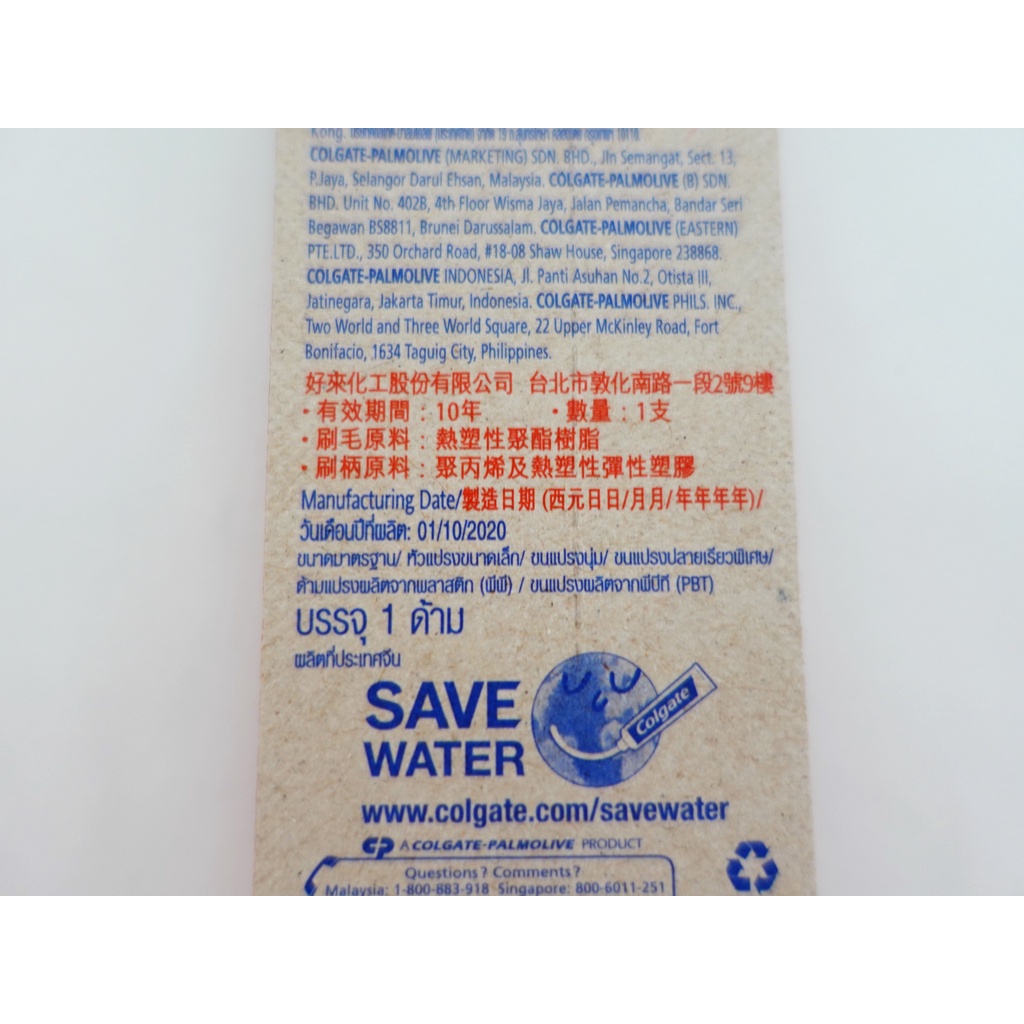 Kong.
COLGATE-PALMOLIVE (MARKETING) SDN. BHD., Jln Semangat, Sect. 13,
P.Jaya, Selangor Darul Ehsan, Malaysia. COLGATE-PALMOLIVE (B) SDN.
BHD. Unit No. 402B, 4th Floor Wisma Jaya, Jalan Pemancha, Bandar Seri
Begawan BS8811, Brunei Darussalam. COLGATE-PALMOLIVE (EASTERN)
PTE.LTD., 350 Orchard Road, #18-08 Shaw House, Singapore 238868.
COLGATE-PALMOLIVE INDONESIA, Jl. Panti Asuhan No.2, Otista III,
Jatinegara, Jakarta Timur, Indonesia. COLGATE-PALMOLIVE PHILS. INC.,
Two World and Three World Square, 22 Upper McKinley Road, Fort
Bonifacio, 1634 Taguig City, Philippines.
好來化工股份有限公司 台北市敦化南路一段2號9樓
・有效期間：10年 ・數量：1支
・刷毛原料：熱塑性聚酯樹脂
・刷柄原料：聚丙烯及熱塑性彈性塑膠
Manufacturing Date/製造日期 (西元日日/月月/年年年年)/
วันเดือนปีที่ผลิต: 01/10/2020
ขนาดมาตรฐาน/ หัวแปรงขนาดเล็ก/ ขนแปรงนุ่ม/ ขนแปรงปลายเรียวพิเศษ/
ด้ามแปรงผลิตจากพลาสติก (พีพี) / ขนแปรงผลิตจากพีบีที (PBT)
บรรจุ 1 ด้าม
ผลิตที่ประเทศจีน
SAVE
WATER
Colgate
www.colgate.com/savewater
CP A COLGATE-PALMOLIVE PRODUCT
Questions? Comments?
Malaysia: 1-800-883-918 Singapore: 800-6011-251